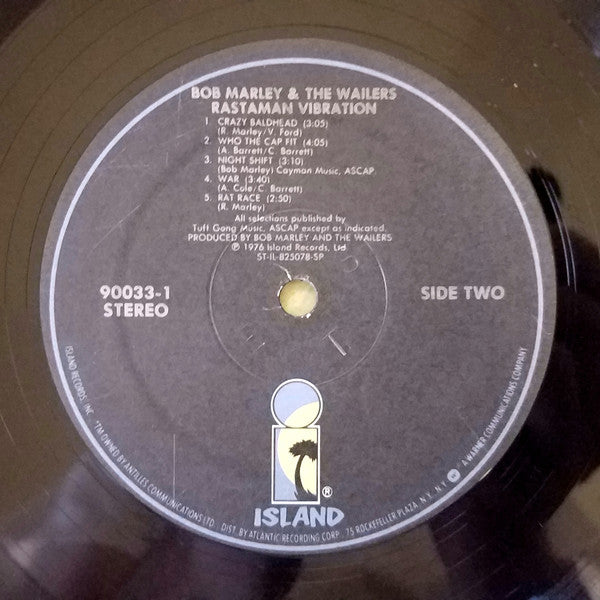 BOB MARLEY & THE WAILERS
RASTAMAN VIBRATION
1. CRAZY BALDHEAD (3:05)
(R. Marley/V. Ford)
2. WHO THE CAP FIT (4:05)
(A. Barrett/C. Barrett)
3. NIGHT SHIFT (3:10)
(Bob Marley) Cayman Music, ASCAP
4. WAR (3:40)
(A. Cole/C. Barrett)
5. RAT RACE (2:50)
(R. Marley)
All selections published by
Tuff Gong Music, ASCAP except as indicated.
PRODUCED BY BOB MARLEY AND THE WAILERS
℗ 1976 Island Records, Ltd
ST-IL-825078-SP
90033-1
STEREO
SIDE TWO
i
®
ISLAND
ISLAND RECORDS, INC. *TM OWNED BY ANTILLES COMMUNICATIONS LTD. DIST. BY ATLANTIC RECORDING CORP., 75 ROCKEFELLER PLAZA, N.Y., N.Y. A WARNER COMMUNICATIONS COMPANY